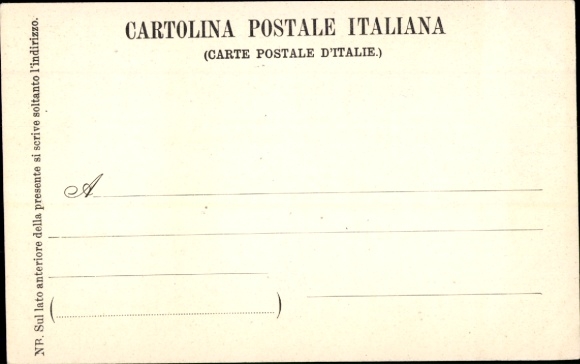 CARTOLINA POSTALE ITALIANA
(CARTE POSTALE D'ITALIE.)
A
NB. Sul lato anteriore della presente si scrive soltanto l'indirizzo.